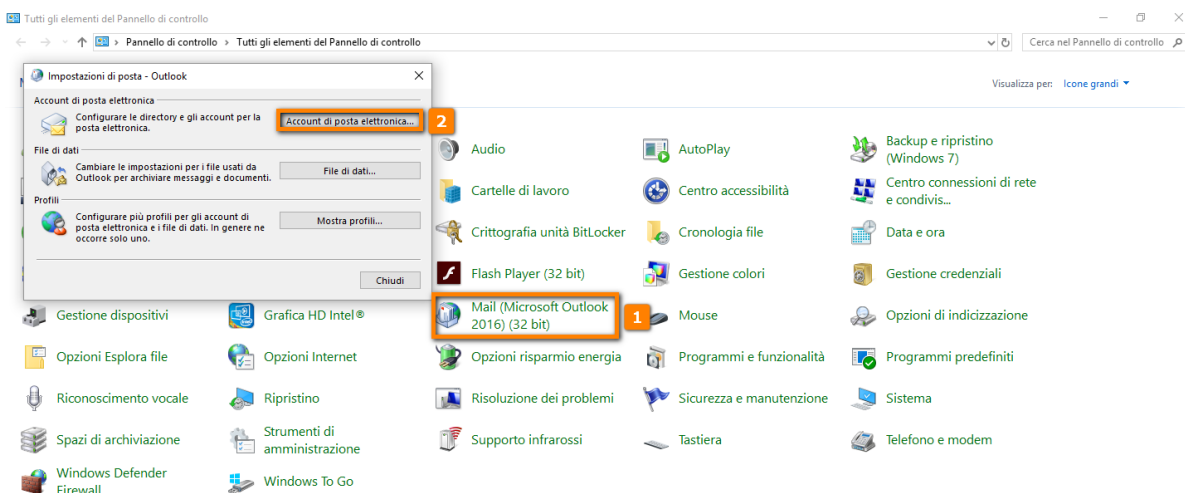 Tutti gli elementi del Pannello di controllo
Pannello di controllo > Tutti gli elementi del Pannello di controllo
Cerca nel Pannello di controllo
Visualizza per: Icone grandi
Impostazioni di posta - Outlook
Account di posta elettronica
Configurare le directory e gli account per la
posta elettronica.
Account di posta elettronica...
2
File di dati
Cambiare le impostazioni per i file usati da
Outlook per archiviare messaggi e documenti.
File di dati...
Profili
Configurare più profili per gli account di
posta elettronica e i file di dati. In genere ne
occorre solo uno.
Mostra profili...
Chiudi
Audio
AutoPlay
Backup e ripristino
(Windows 7)
Cartelle di lavoro
Centro accessibilità
Centro connessioni di rete
e condivis...
Crittografia unità BitLocker
Cronologia file
Data e ora
Flash Player (32 bit)
Gestione colori
Gestione credenziali
Gestione dispositivi
Grafica HD Intel®
Mail (Microsoft Outlook
2016) (32 bit)
1
Mouse
Opzioni di indicizzazione
Opzioni Esplora file
Opzioni Internet
Opzioni risparmio energia
Programmi e funzionalità
Programmi predefiniti
Riconoscimento vocale
Ripristino
Risoluzione dei problemi
Sicurezza e manutenzione
Sistema
Spazi di archiviazione
Strumenti di
amministrazione
Supporto infrarossi
Tastiera
Telefono e modem
Windows Defender
Firewall
Windows To Go